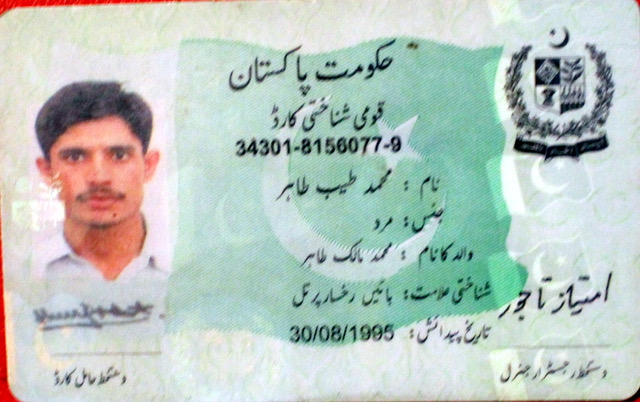 حکومت پاکستان
قومی شناختی کارڈ
34301-8156077-9
نام : محمد طیب طاہر
جنس: مرد
والد کا نام : محمد مالک طاہر
شناختی علامت: بائیں رخسار پر تل
تاریخ پیدائش: 30/08/1995
امتیاز تاجور
دستخط حامل کارڈ
دستخط رجسٹرار جنرل